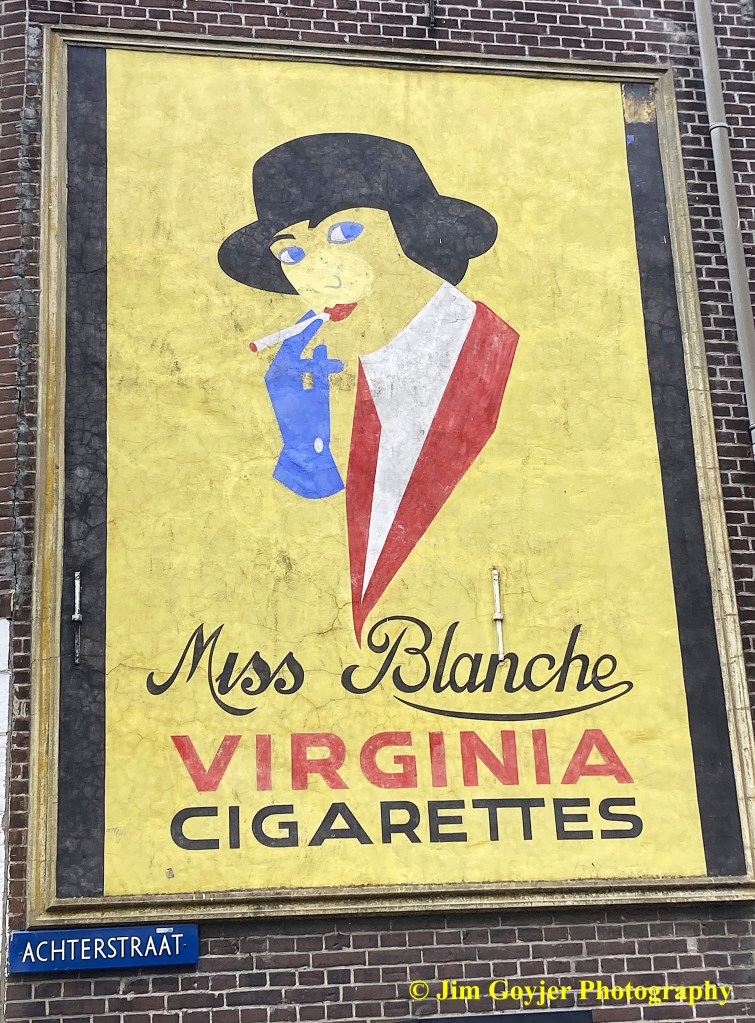 Miss Blanche
VIRGINIA
CIGARETTES
ACHTERSTRAAT
© Jim Goyjer Photography